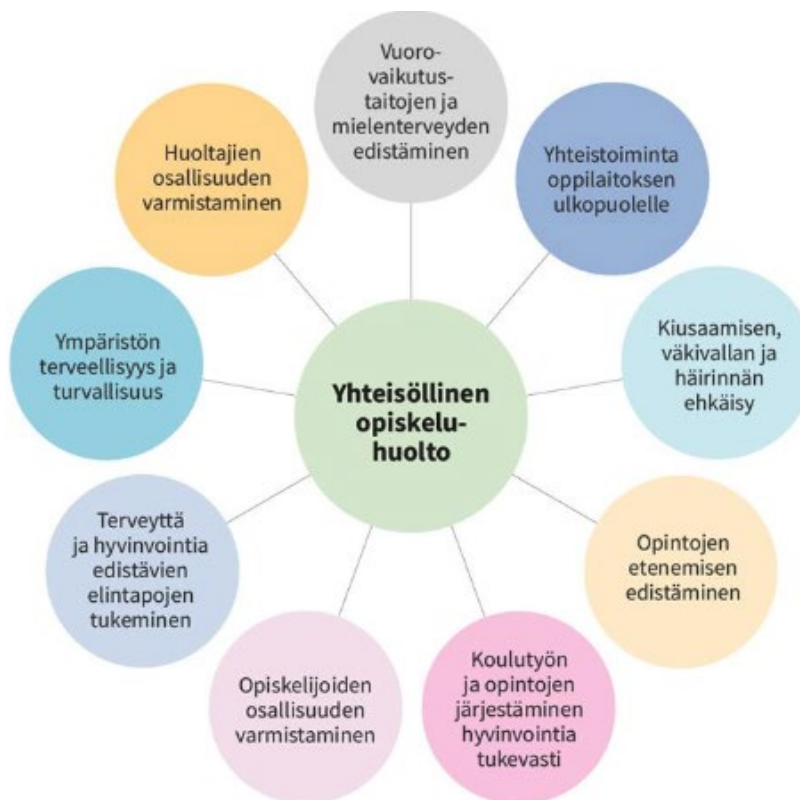 Vuoro-
vaikutus-
taitojen ja
mielenterveyden
edistäminen
Yhteistoiminta
oppilaitoksen
ulkopuolelle
Kiusaamisen,
väkivallan ja
häirinnän
ehkäisy
Opintojen
etenemisen
edistäminen
Koulutyön
ja opintojen
järjestäminen
hyvinvointia
tukevasti
Opiskelijoiden
osallisuuden
varmistaminen
Terveyttä
ja hyvinvointia
edistävien
elintapojen
tukeminen
Ympäristön
terveellisyys ja
turvallisuus
Huoltajien
osallisuuden
varmistaminen
Yhteisöllinen
opiskelu-
huolto